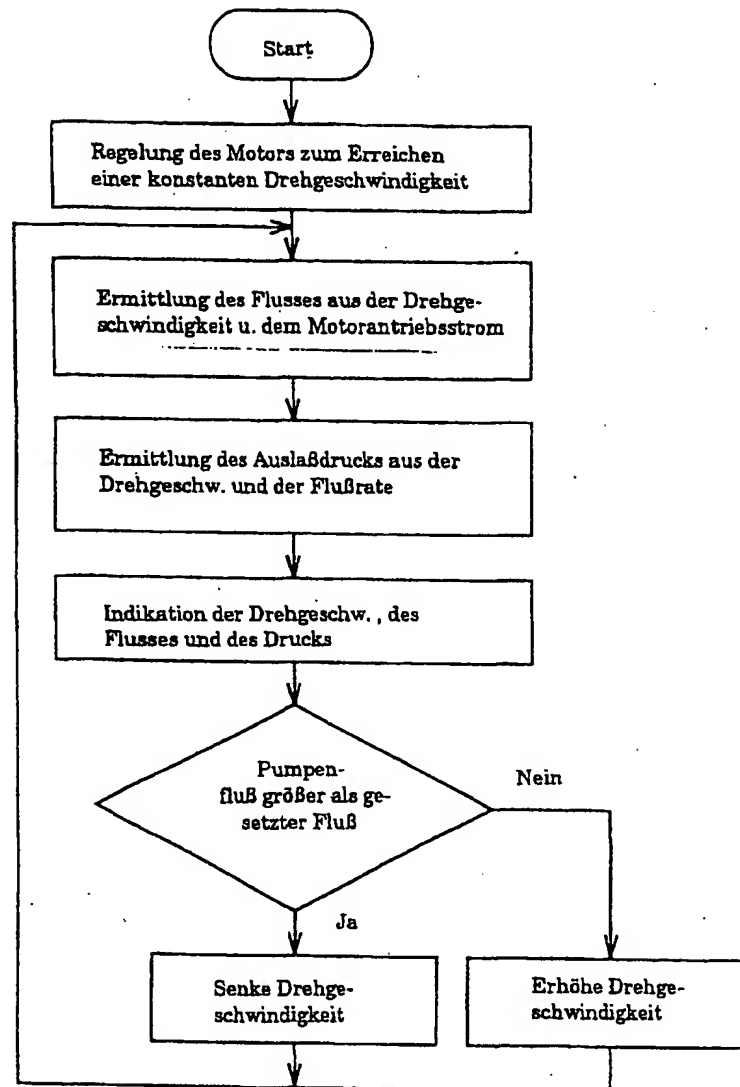 Start
Regelung des Motors zum Erreichen
einer konstanten Drehgeschwindigkeit
Ermittlung des Flusses aus der Drehge-
schwindigkeit u. dem Motorantriebsstrom
Ermittlung des Auslaßdrucks aus der
Drehgeschw. und der Flußrate
Indikation der Drehgeschw. , des
Flusses und des Drucks
Pumpen-
fluß größer als ge-
setzter Fluß
Nein
Ja
Senke Drehge-
schwindigkeit
Erhöhe Drehge-
schwindigkeit